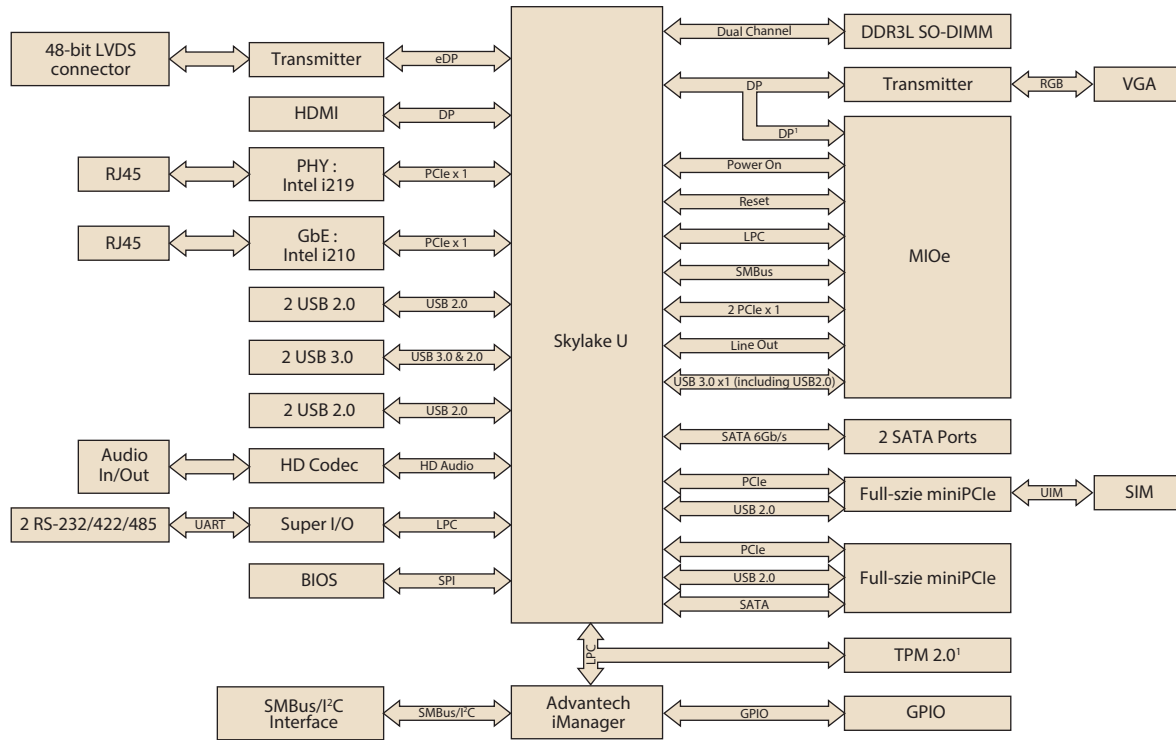 48-bit LVDS
connector
Transmitter
eDP
HDMI
DP
RJ45
PHY :
Intel i219
PCIe x 1
RJ45
GbE :
Intel i210
PCIe x 1
2 USB 2.0
USB 2.0
2 USB 3.0
USB 3.0 & 2.0
2 USB 2.0
USB 2.0
Audio
In/Out
HD Codec
HD Audio
2 RS-232/422/485
UART
Super I/O
LPC
BIOS
SPI
Skylake U
Dual Channel
DDR3L SO-DIMM
DP
Transmitter
RGB
VGA
DP¹
Power On
Reset
LPC
SMBus
2 PCIe x 1
Line Out
USB 3.0 x1 (including USB2.0)
MIOe
SATA 6Gb/s
2 SATA Ports
PCIe
USB 2.0
Full-szie miniPCIe
UIM
SIM
PCIe
USB 2.0
SATA
Full-szie miniPCIe
LPC
TPM 2.0¹
SMBus/I²C
Interface
SMBus/I²C
Advantech
iManager
GPIO
GPIO